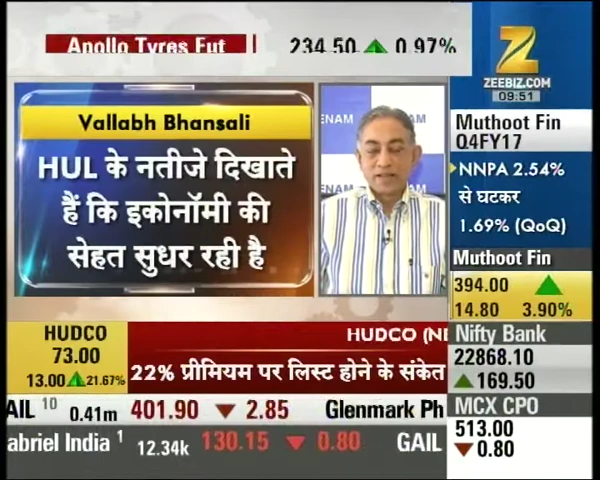 Apollo Tyres Fut
234.50 0.97%
Z
ZEEBIZ.COM
09:51
Vallabh Bhansali
HUL के नतीजे दिखाते
हैं कि इकोनॉमी की
सेहत सुधर रही है
ENAM
AM
ENAM
Muthoot Fin
Q4FY17
NNPA 2.54%
से घटकर
1.69% (QoQ)
Muthoot Fin
394.00
14.80 3.90%
HUDCO
73.00
13.00 21.67%
HUDCO (NE
22% प्रीमियम पर लिस्ट होने के संकेत
Nifty Bank
22868.10
169.50
AIL 10 0.41m 401.90 2.85 Glenmark Ph
abriel India 1 12.34k 130.15 0.80 GAIL
MCX CPO
513.00
0.80